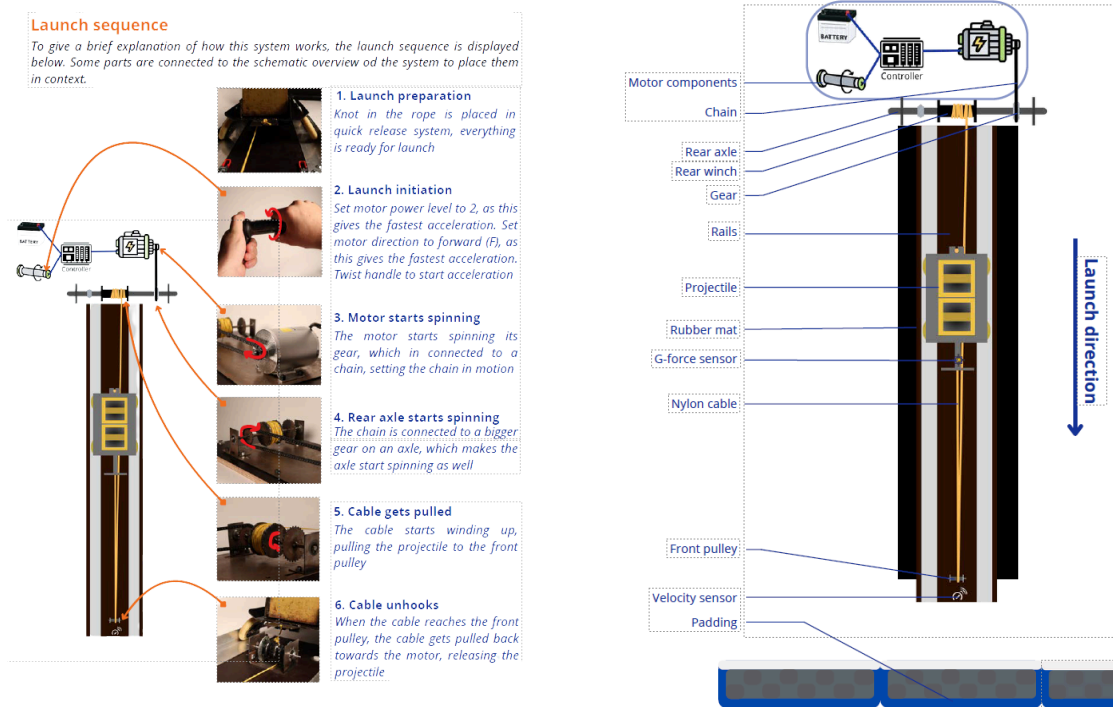 Launch sequence
To give a brief explanation of how this system works, the launch sequence is displayed
below. Some parts are connected to the schematic overview od the system to place them
in context.
1. Launch preparation
Knot in the rope is placed in
quick release system, everything
is ready for launch
2. Launch initiation
Set motor power level to 2, as this
gives the fastest acceleration. Set
motor direction to forward (F), as
this gives the fastest acceleration.
Twist handle to start acceleration
BATTERY
Controller
3. Motor starts spinning
The motor starts spinning its
gear, which in connected to a
chain, setting the chain in motion
4. Rear axle starts spinning
The chain is connected to a bigger
gear on an axle, which makes the
axle start spinning as well
5. Cable gets pulled
The cable starts winding up,
pulling the projectile to the front
pulley
6. Cable unhooks
When the cable reaches the front
pulley, the cable gets pulled back
towards the motor, releasing the
projectile
BATTERY
Controller
Motor components
Chain
Rear axle
Rear winch
Gear
Rails
Projectile
Rubber mat
G-force sensor
Nylon cable
Front pulley
Velocity sensor
Padding
Launch direction